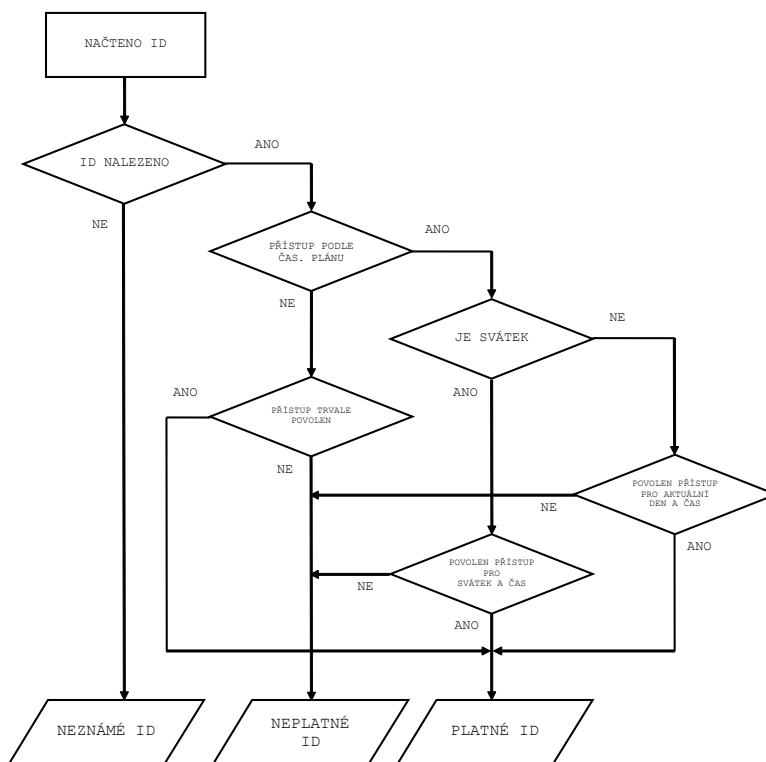 NAČTENO ID
ANO
ID NALEZENO
NE
ANO
PŘÍSTUP PODLE
ČAS. PLÁNU
NE
NE
JE SVÁTEK
ANO
ANO
PŘÍSTUP TRVALE
POVOLEN
NE
POVOLEN PŘÍSTUP
PRO AKTUÁLNÍ
DEN A ČAS
NE
ANO
POVOLEN PŘÍSTUP
PRO
SVÁTEK A ČAS
NE
ANO
NEZNÁMÉ ID
NEPLATNÉ
ID
PLATNÉ ID